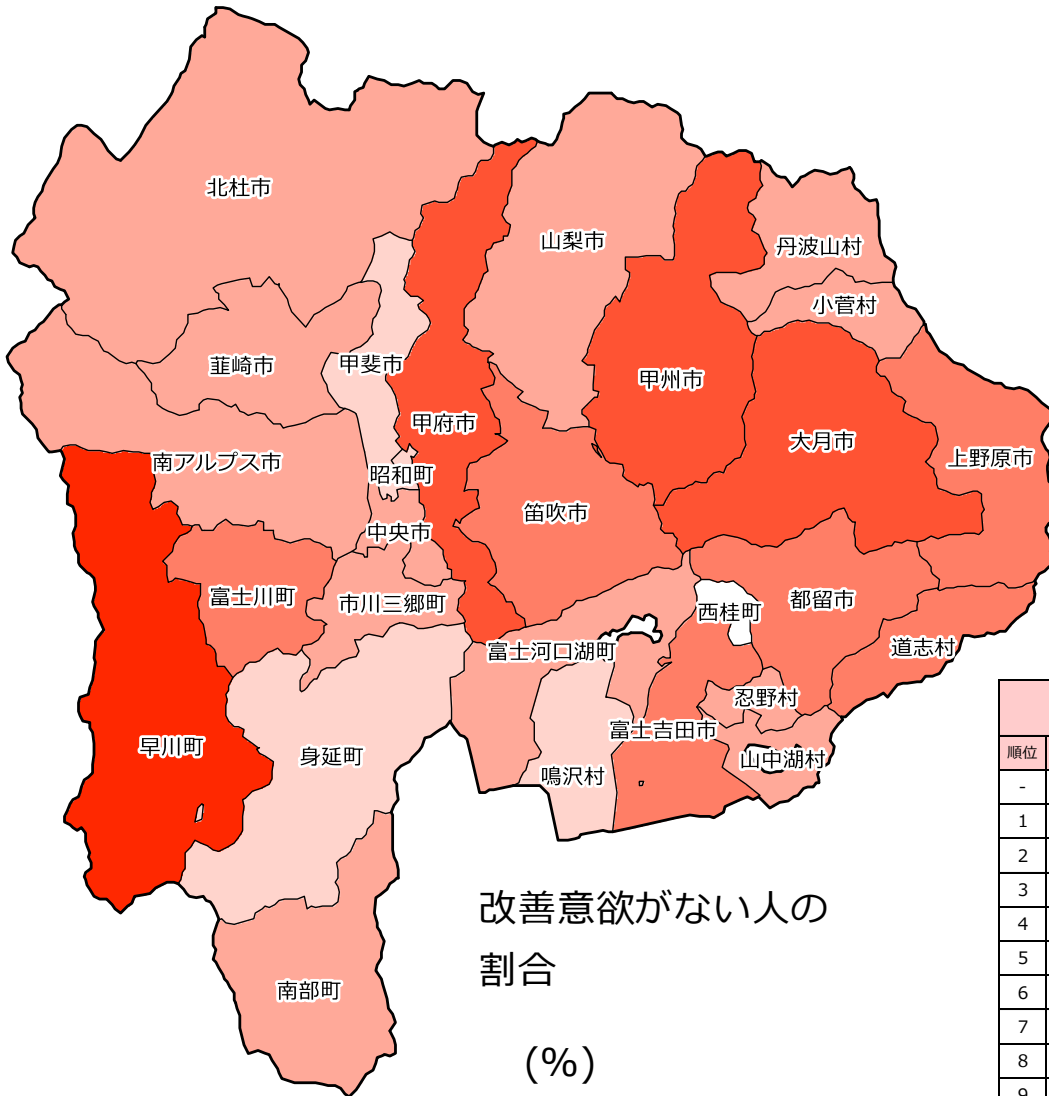 北杜市
山梨市
丹波山村
小菅村
韮崎市
甲斐市
甲州市
甲府市
大月市
南アルプス市
昭和町
上野原市
笛吹市
中央市
富士川町
市川三郷町
西桂町
都留市
富士河口湖町
道志村
忍野村
早川町
身延町
富士吉田市
鳴沢村
山中湖村
南部町
改善意欲がない人の
割合
(%)
順位
-
1
2
3
4
5
6
7
8
9